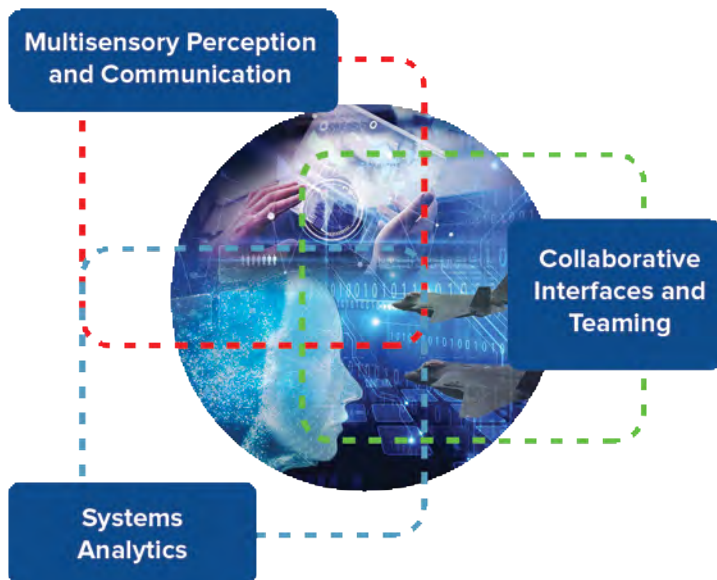 Multisensory Perception
and Communication
Collaborative
Interfaces and
Teaming
Systems
Analytics